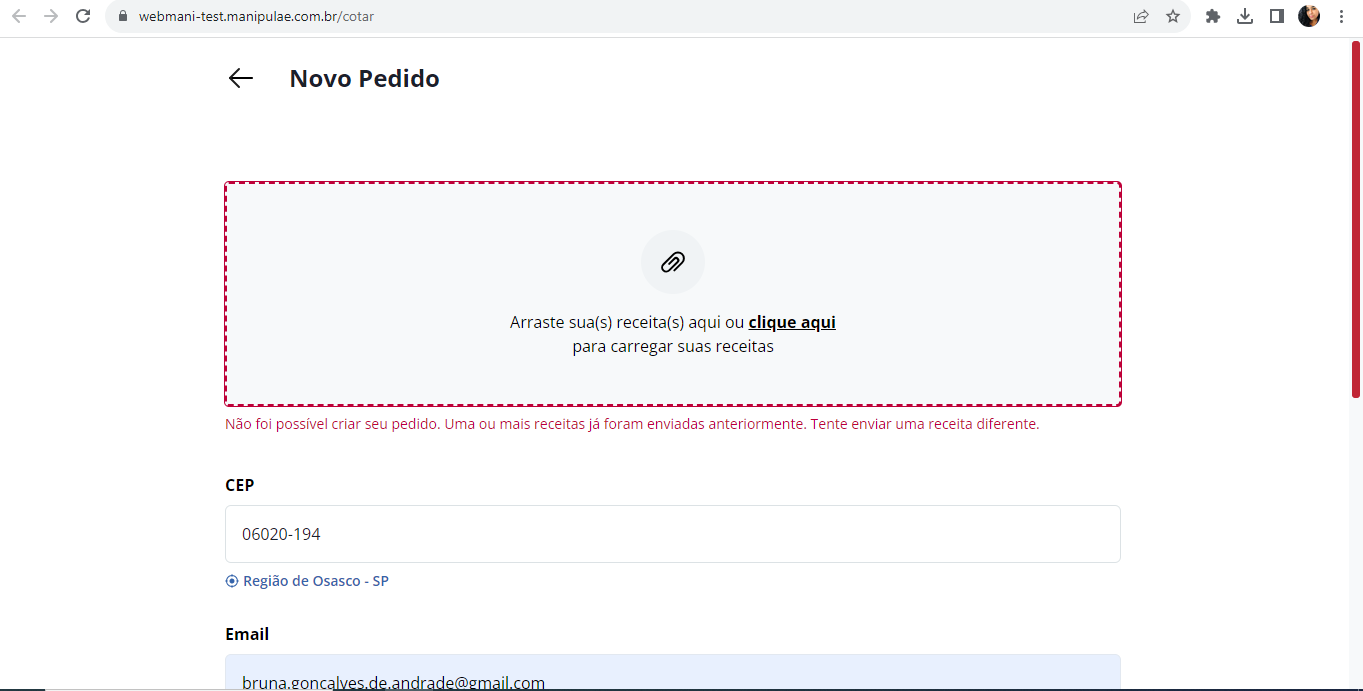 webmani-test.manipulae.com.br/cotar
Novo Pedido
Arraste sua(s) receita(s) aqui ou clique aqui
para carregar suas receitas
Não foi possível criar seu pedido. Uma ou mais receitas já foram enviadas anteriormente. Tente enviar uma receita diferente.
CEP
06020-194
Região de Osasco - SP
Email
bruna.goncalves.de.andrade@gmail.com